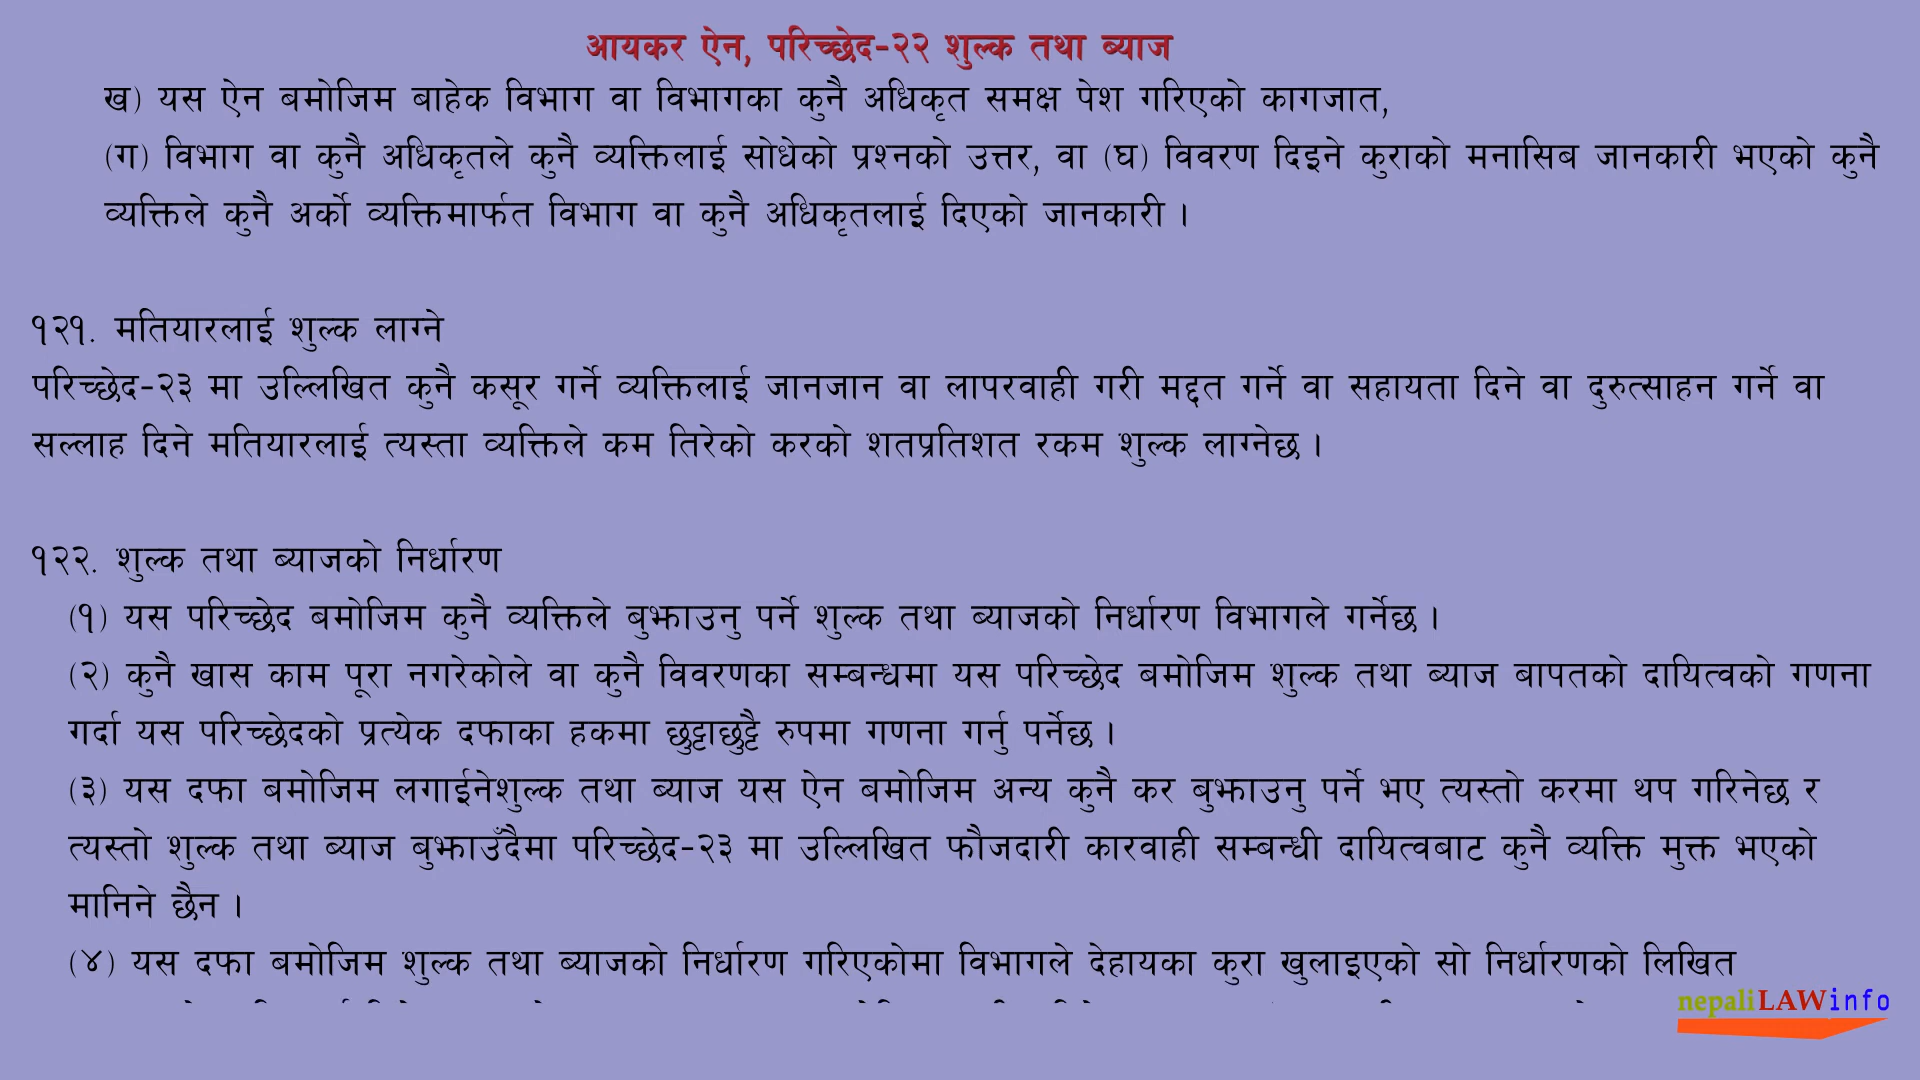 आयकर ऐन, परिच्छेद-२२ शुल्क तथा ब्याज
ख) यस ऐन बमोजिम बाहेक विभाग वा विभागका कुनै अधिकृत समक्ष पेश गरिएको कागजात,
(ग) विभाग वा कुनै अधिकृतले कुनै व्यक्तिलाई सोधेको प्रश्नको उत्तर, वा (घ) विवरण दिइने कुराको मनासिब जानकारी भएको कुनै
व्यक्तिले कुनै अर्को व्यक्तिमार्फत विभाग वा कुनै अधिकृतलाई दिएको जानकारी ।
१२१. मतियारलाई शुल्क लाग्ने
परिच्छेद-२३ मा उल्लिखित कुनै कसूर गर्ने व्यक्तिलाई जानजान वा लापरवाही गरी मद्दत गर्ने वा सहायता दिने वा दुरुत्साहन गर्ने वा
सल्लाह दिने मतियारलाई त्यस्ता व्यक्तिले कम तिरेको करको शतप्रतिशत रकम शुल्क लाग्नेछ ।
१२२. शुल्क तथा ब्याजको निर्धारण
(१) यस परिच्छेद बमोजिम कुनै व्यक्तिले बुझाउनु पर्ने शुल्क तथा ब्याजको निर्धारण विभागले गर्नेछ ।
(२) कुनै खास काम पूरा नगरेकोले वा कुनै विवरणका सम्बन्धमा यस परिच्छेद बमोजिम शुल्क तथा ब्याज बापतको दायित्वको गणना
गर्दा यस परिच्छेदको प्रत्येक दफाका हकमा छुट्टाछुट्टै रुपमा गणना गर्नु पर्नेछ ।
(३) यस दफा बमोजिम लगाईनेशुल्क तथा ब्याज यस ऐन बमोजिम अन्य कुनै कर बुझाउनु पर्ने भए त्यस्तो करमा थप गरिनेछ र
त्यस्तो शुल्क तथा ब्याज बुझाउँदैमा परिच्छेद-२३ मा उल्लिखित फौजदारी कारवाही सम्बन्धी दायित्वबाट कुनै व्यक्ति मुक्त भएको
मानिने छैन ।
(४) यस दफा बमोजिम शुल्क तथा ब्याजको निर्धारण गरिएकोमा विभागले देहायका कुरा खुलाइएको सो निर्धारणको लिखित
nepaliLAWinfo